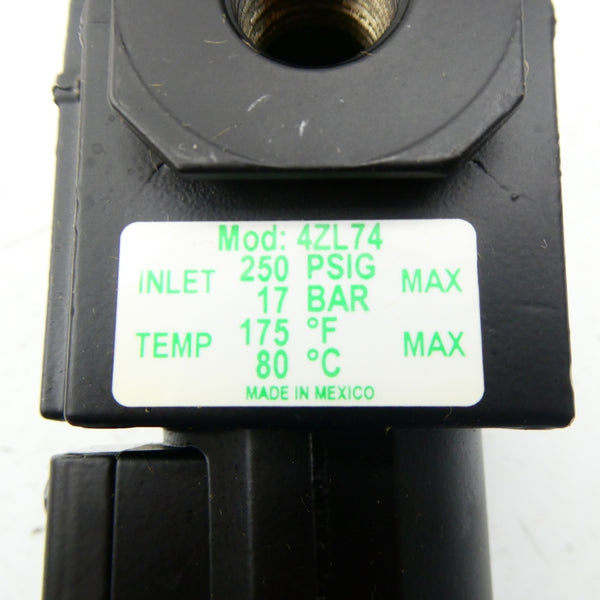 Mod: 4ZL74
INLET 250 PSIG MAX
17 BAR
TEMP 175 °F MAX
80 °C
MADE IN MEXICO